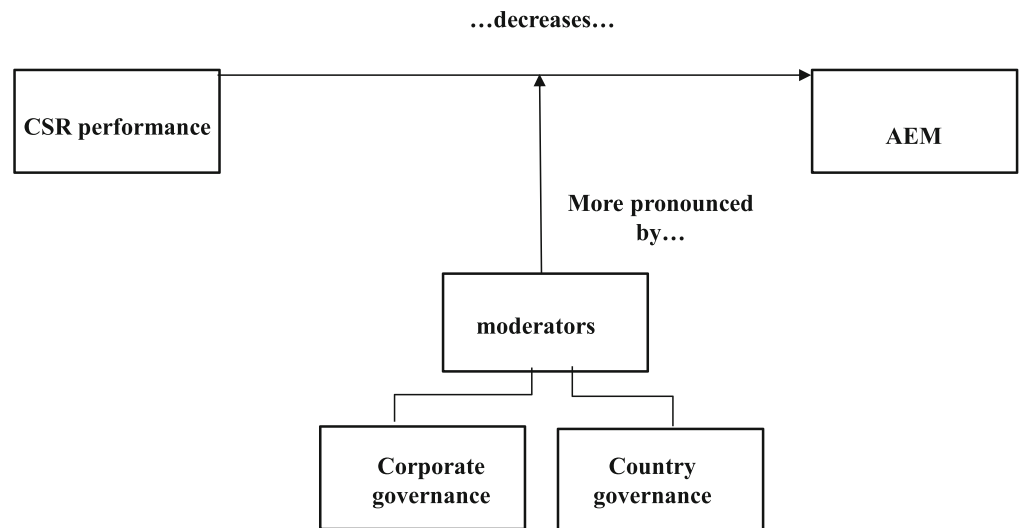 …decreases…
CSR performance
AEM
More pronounced
by…
moderators
Corporate
governance
Country
governance